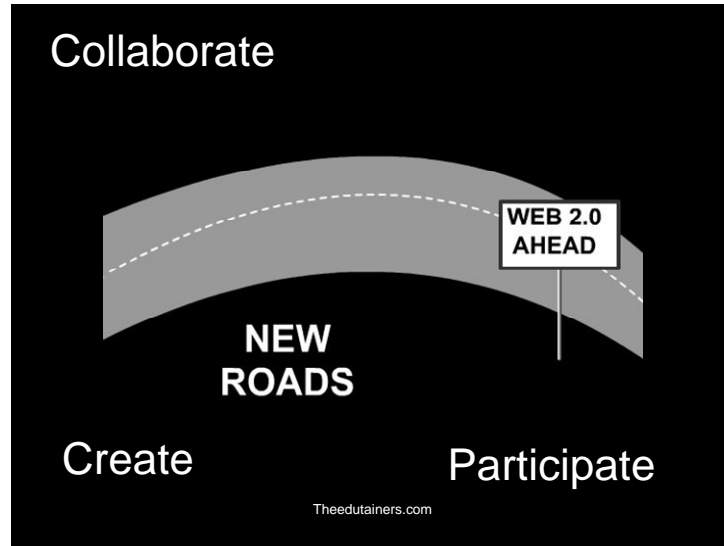 Collaborate
WEB 2.0
AHEAD
NEW
ROADS
Create
Participate
Theedutainers.com